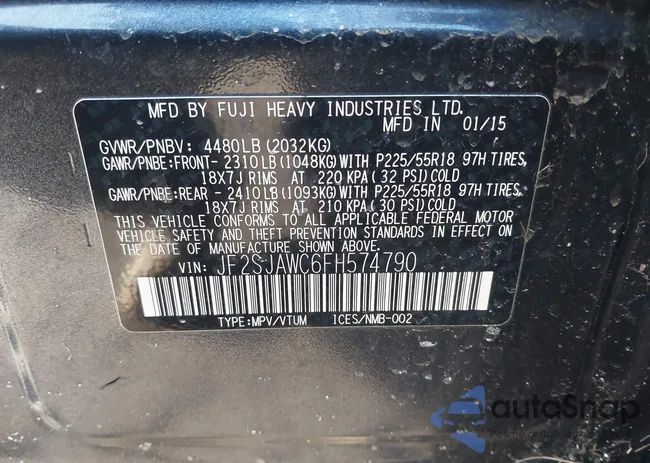 MFD BY FUJI HEAVY INDUSTRIES LTD.
MFD IN 01/15
GVWR/PNBV: 4480LB(2032KG)
GAWR/PNBE:FRONT- 2310LB(1048KG)WITH P225/55R18 97H TIRES,
18X7J RIMS AT 220 KPA(32 PSI)COLD
GAWR/PNBE:REAR - 2410LB(1093KG)WITH P225/55R18 97H TIRES,
18X7J RIMS AT 210 KPA(30 PSI)COLD
THIS VEHICLE CONFORMS TO ALL APPLICABLE FEDERAL MOTOR
VEHICLE SAFETY AND THEFT PREVENTION STANDARDS IN EFFECT ON
THE DATE OF MANUFACTURE SHOWN ABOVE.
VIN: JF2SJAWC6FH574790
TYPE:MPV/VTUM ICES/NMB-002
autoSnap